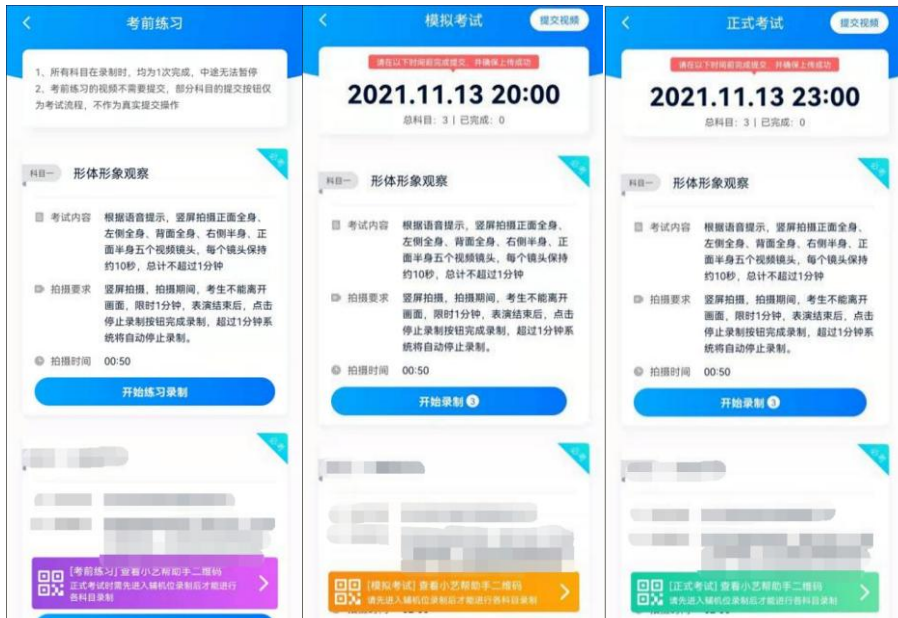 考前练习
1、所有科目在录制时,均为1次完成,中途无法暂停
2、考前练习的视频不需要提交,部分科目的提交按钮仅
为考试流程,不作为真实提交操作
必考
科目一 形体形象观察
考试内容 根据语音提示,竖屏拍摄正面全身、
左侧全身、背面全身、右侧半身、正
面半身五个视频镜头,每个镜头保持
约10秒,总计不超过1分钟
拍摄要求 竖屏拍摄,拍摄期间,考生不能离开
画面,限时1分钟,表演结束后,点击
停止录制按钮完成录制,超过1分钟系
统将自动停止录制。
拍摄时间 00:50
开始练习录制
必考
[考前练习] 查看小艺帮助手二维码
正式考试时需先进入辅机位录制后才能进行
各科目录制
模拟考试 提交视频
请在以下时间前完成提交,并确保上传成功
2021.11.13 20:00
总科目:3 | 已完成:0
必考
科目一 形体形象观察
考试内容 根据语音提示,竖屏拍摄正面全身、
左侧全身、背面全身、右侧半身、正
面半身五个视频镜头,每个镜头保持
约10秒,总计不超过1分钟
拍摄要求 竖屏拍摄,拍摄期间,考生不能离开
画面,限时1分钟,表演结束后,点击
停止录制按钮完成录制,超过1分钟系
统将自动停止录制。
拍摄时间 00:50
开始录制 3
必考
[模拟考试] 查看小艺帮助手二维码
请先进入辅机位录制后才能进行各科目录制
正式考试 提交视频
请在以下时间前完成提交,并确保上传成功
2021.11.13 23:00
总科目:3 | 已完成:0
必考
科目一 形体形象观察
考试内容 根据语音提示,竖屏拍摄正面全身、
左侧全身、背面全身、右侧半身、正
面半身五个视频镜头,每个镜头保持
约10秒,总计不超过1分钟
拍摄要求 竖屏拍摄,拍摄期间,考生不能离开
画面,限时1分钟,表演结束后,点击
停止录制按钮完成录制,超过1分钟系
统将自动停止录制。
拍摄时间 00:50
开始录制 3
必考
[正式考试] 查看小艺帮助手二维码
请先进入辅机位录制后才能进行各科目录制